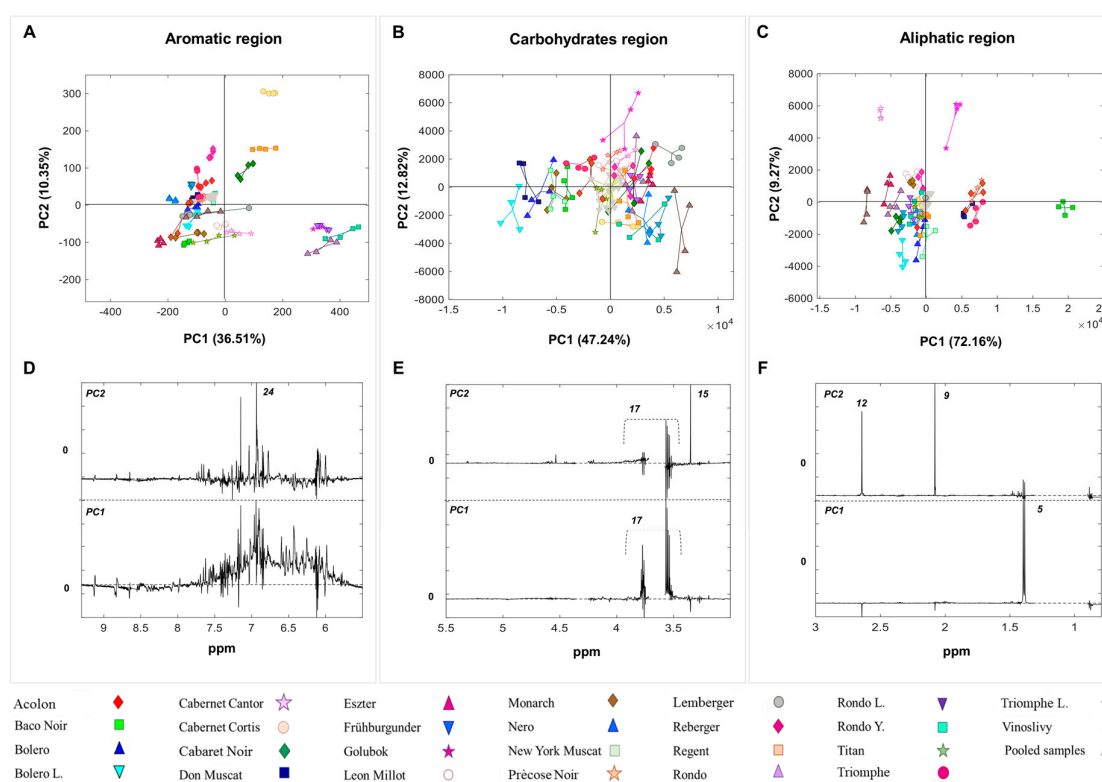 A
Aromatic region
PC2 (10.35%)
300
200
100
0
-100
-200
-400
-200
0
200
400
PC1 (36.51%)
B
Carbohydrates region
PC2 (12.82%)
8000
6000
4000
2000
0
-2000
-4000
-6000
-8000
-1
-0.5
0
0.5
1
×10⁴
PC1 (47.24%)
C
Aliphatic region
PC2 (9.27%)
8000
6000
4000
2000
0
-2000
-4000
-6000
-1.5
-1
-0.5
0
0.5
1
1.5
2
PC1 (72.16%)
D
PC2
24
0
PC1
0
9
8.5
8
7.5
7
6.5
6
ppm
E
PC2
17
15
0
PC1
17
0
5.5
5
4.5
4
3.5
ppm
F
PC2
12
9
0
PC1
5
0
3
2.5
2
1.5
1
ppm
Acolon
Cabernet Cantor
Eszter
Monarch
Lemberger
Rondo L.
Triomphe L.
Baco Noir
Cabernet Cortis
Frühburgunder
Nero
Reberger
Rondo Y.
Vinoslivy
Bolero
Cabaret Noir
Golubok
New York Muscat
Regent
Titan
Pooled samples
Bolero L.
Don Muscat
Leon Millot
Prècose Noir
Rondo
Triomphe